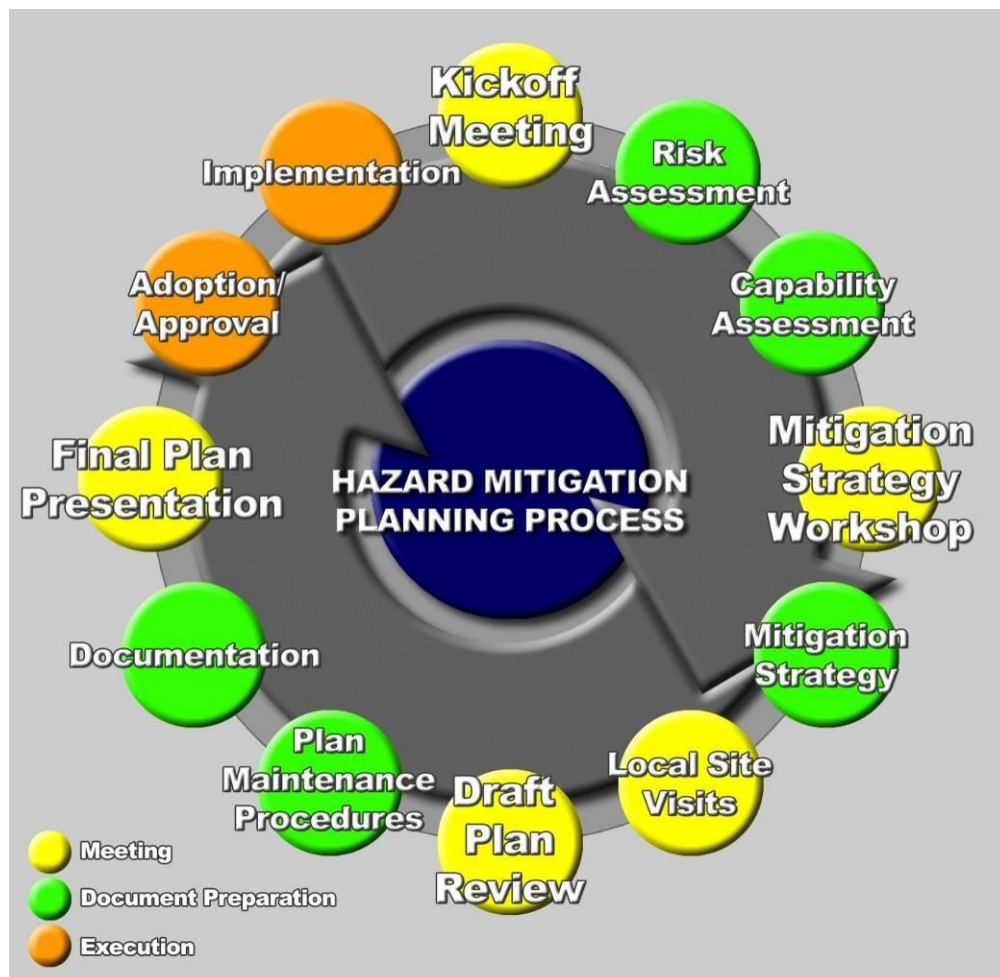 Kickoff
Meeting
Risk
Assessment
Capability
Assessment
Mitigation
Strategy
Workshop
Mitigation
Strategy
Local Site
Visits
Draft
Plan
Review
Plan
Maintenance
Procedures
Documentation
Final Plan
Presentation
Adoption/
Approval
Implementation
HAZARD MITIGATION
PLANNING PROCESS
Meeting
Document Preparation
Execution